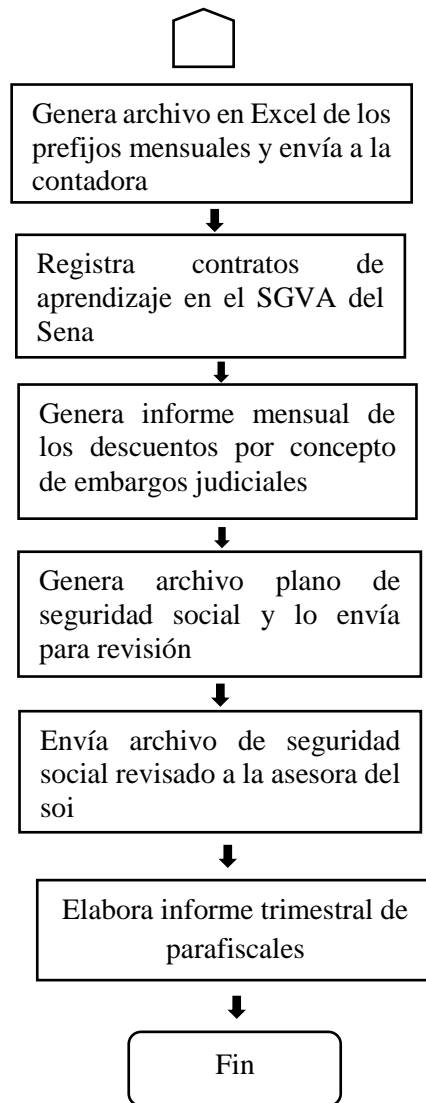 Genera archivo en Excel de los
prefijos mensuales y envía a la
contadora
Registra contratos de
aprendizaje en el SGVA del
Sena
Genera informe mensual de
los descuentos por concepto
de embargos judiciales
Genera archivo plano de
seguridad social y lo envía
para revisión
Envía archivo de seguridad
social revisado a la asesora del
soi
Elabora informe trimestral de
parafiscales
Fin